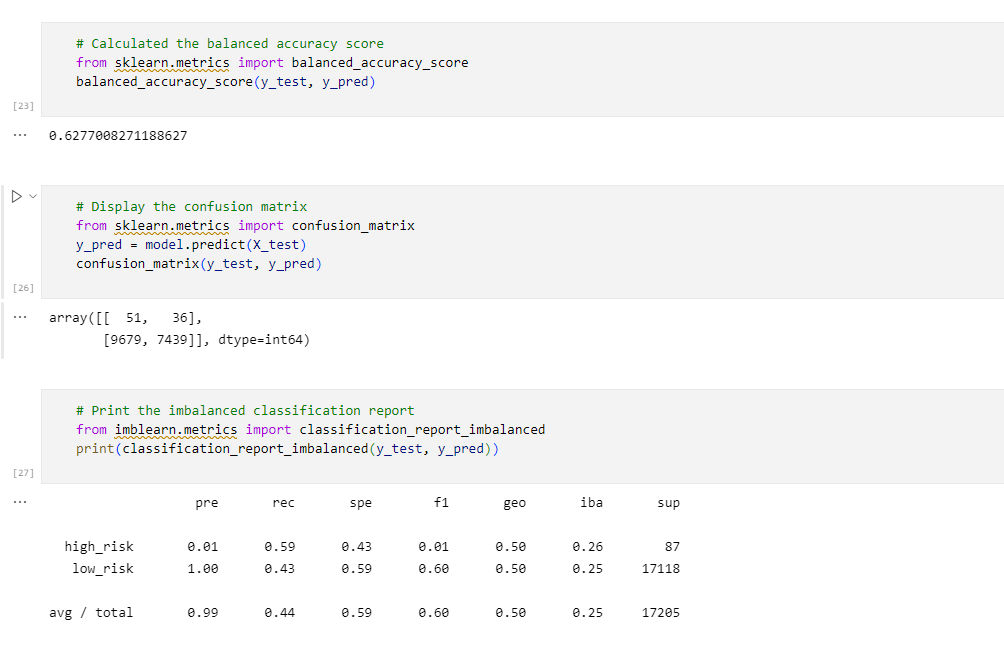 # Calculated the balanced accuracy score
from sklearn.metrics import balanced_accuracy_score
balanced_accuracy_score(y_test, y_pred)
[23]
... 0.6277008271188627
# Display the confusion matrix
from sklearn.metrics import confusion_matrix
y_pred = model.predict(X_test)
confusion_matrix(y_test, y_pred)
[26]
... array([[  51,   36],
       [9679, 7439]], dtype=int64)
# Print the imbalanced classification report
from imblearn.metrics import classification_report_imbalanced
print(classification_report_imbalanced(y_test, y_pred))
[27]
... pre rec spe f1 geo iba sup
high_risk 0.01 0.59 0.43 0.01 0.50 0.26 87
low_risk 1.00 0.43 0.59 0.60 0.50 0.25 17118
avg / total 0.99 0.44 0.59 0.60 0.50 0.25 17205